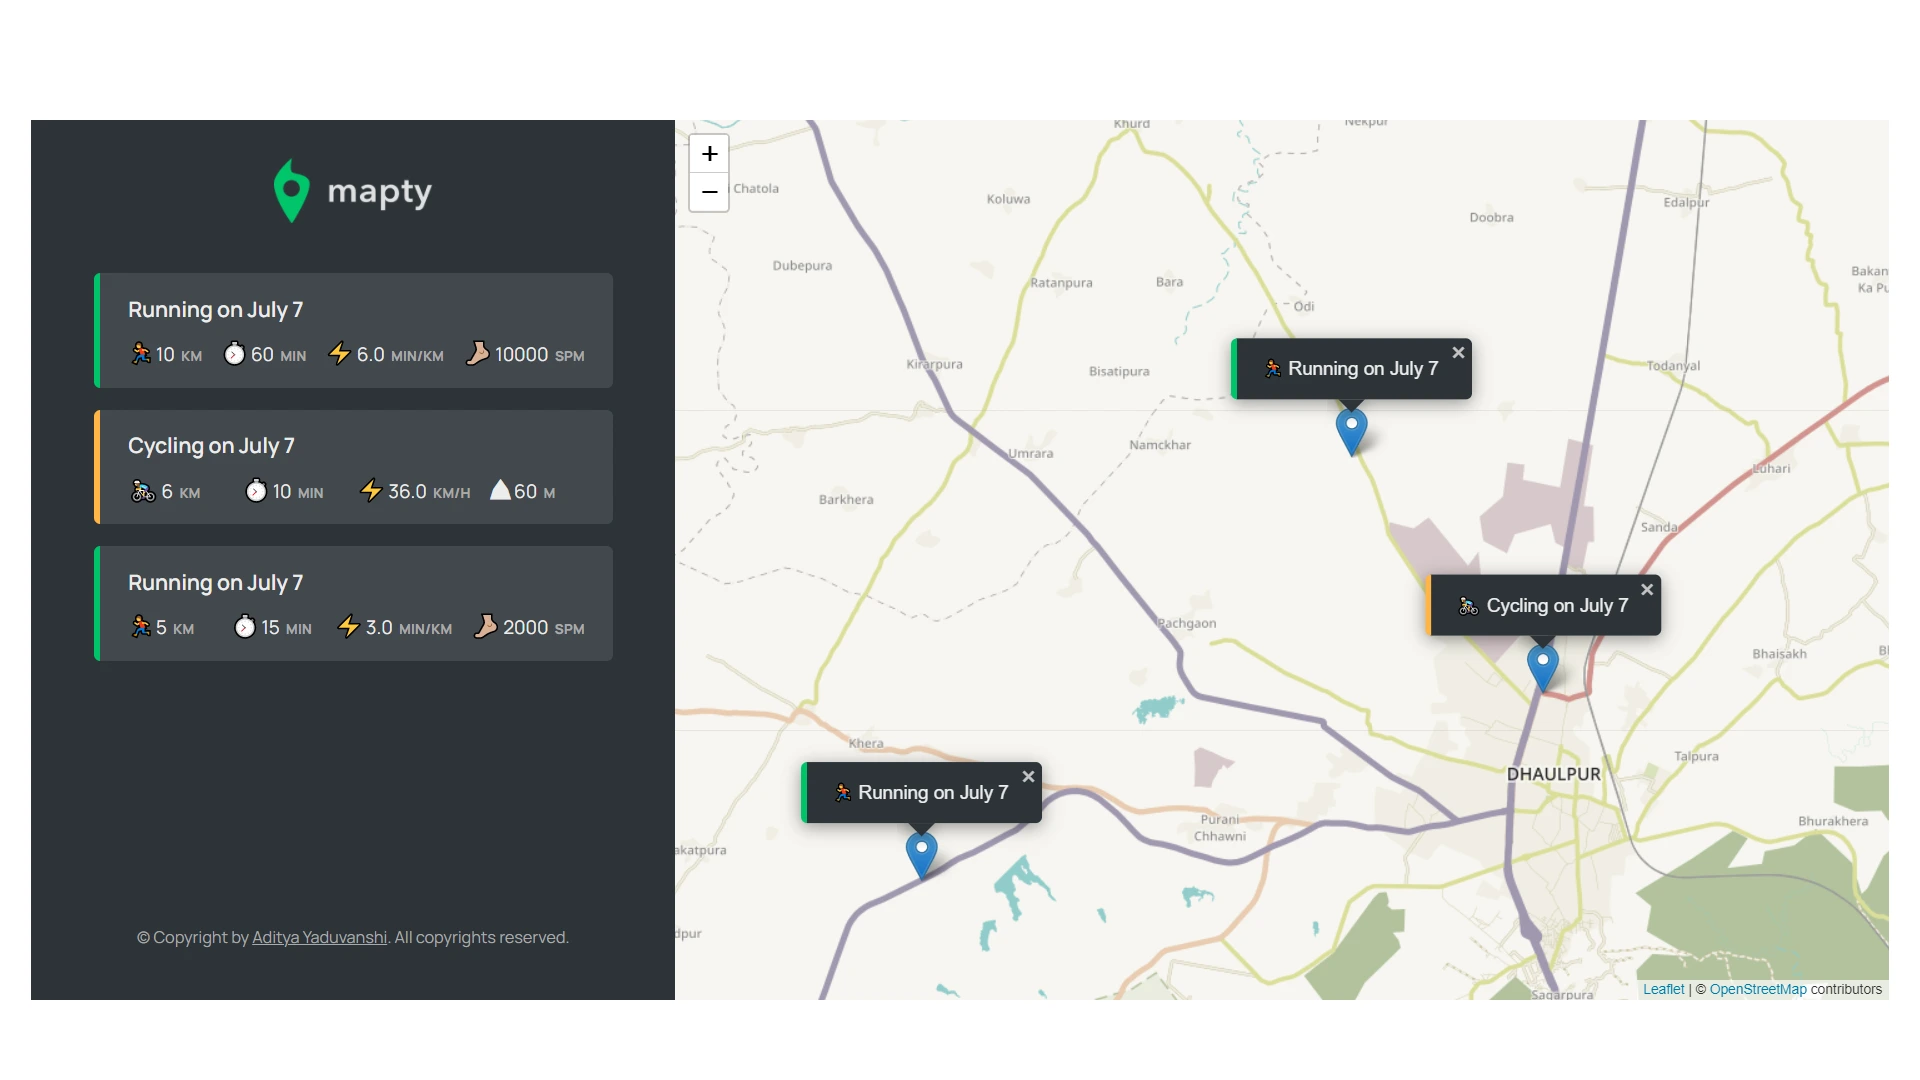 mapty
Running on July 7
10 KM 60 MIN 6.0 MIN/KM 10000 SPM
Cycling on July 7
6 KM 10 MIN 36.0 KM/H 60 M
Running on July 7
5 KM 15 MIN 3.0 MIN/KM 2000 SPM
© Copyright by Aditya Yaduvanshi. All copyrights reserved.
+
−
Khurd
Nekpur
Chatola
Koluwa
Edalpur
Doobra
Dubepura
Ratanpura
Bara
Bakan
Ka Pu
Odi
Kirarpura
Bisatipura
Running on July 7 ×
Todanyal
Umrara
Namckhar
Luhari
Barkhera
Sanda
Cycling on July 7 ×
Pachgaon
Bhaisakh
Bl
Khera
Talpura
DHAULPUR
Running on July 7 ×
Purani
Chhawni
Bhurakhera
akatpura
dpur
Sagarpura
Leaflet | © OpenStreetMap contributors